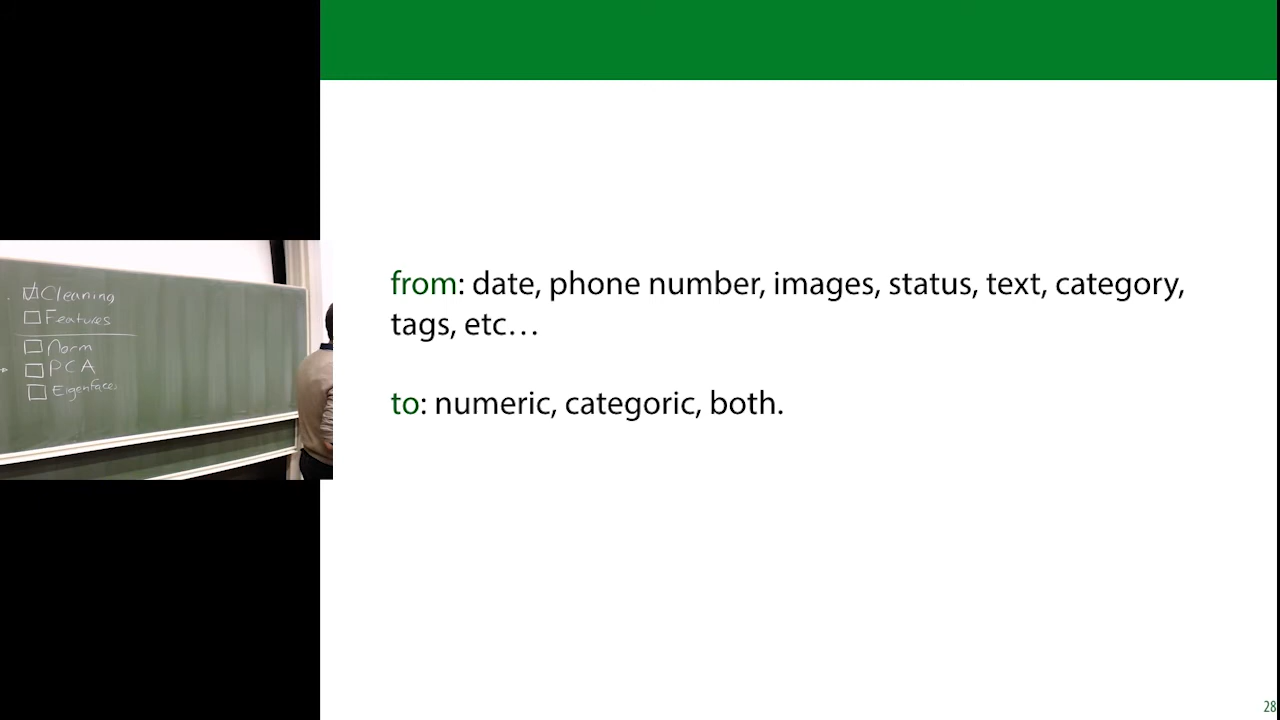 Cleaning
Features
Norm
PCA
Eigenfaces
from: date, phone number, images, status, text, category,
tags, etc…
to: numeric, categoric, both.
28